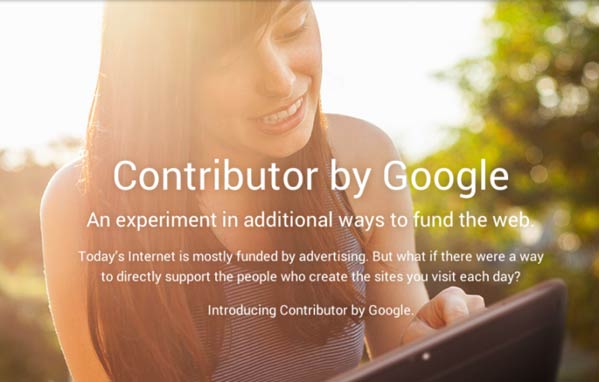 Contributor by Google
An experiment in additional ways to fund the web.
Today's Internet is mostly funded by advertising. But what if there were a way
to directly support the people who create the sites you visit each day?
Introducing Contributor by Google.